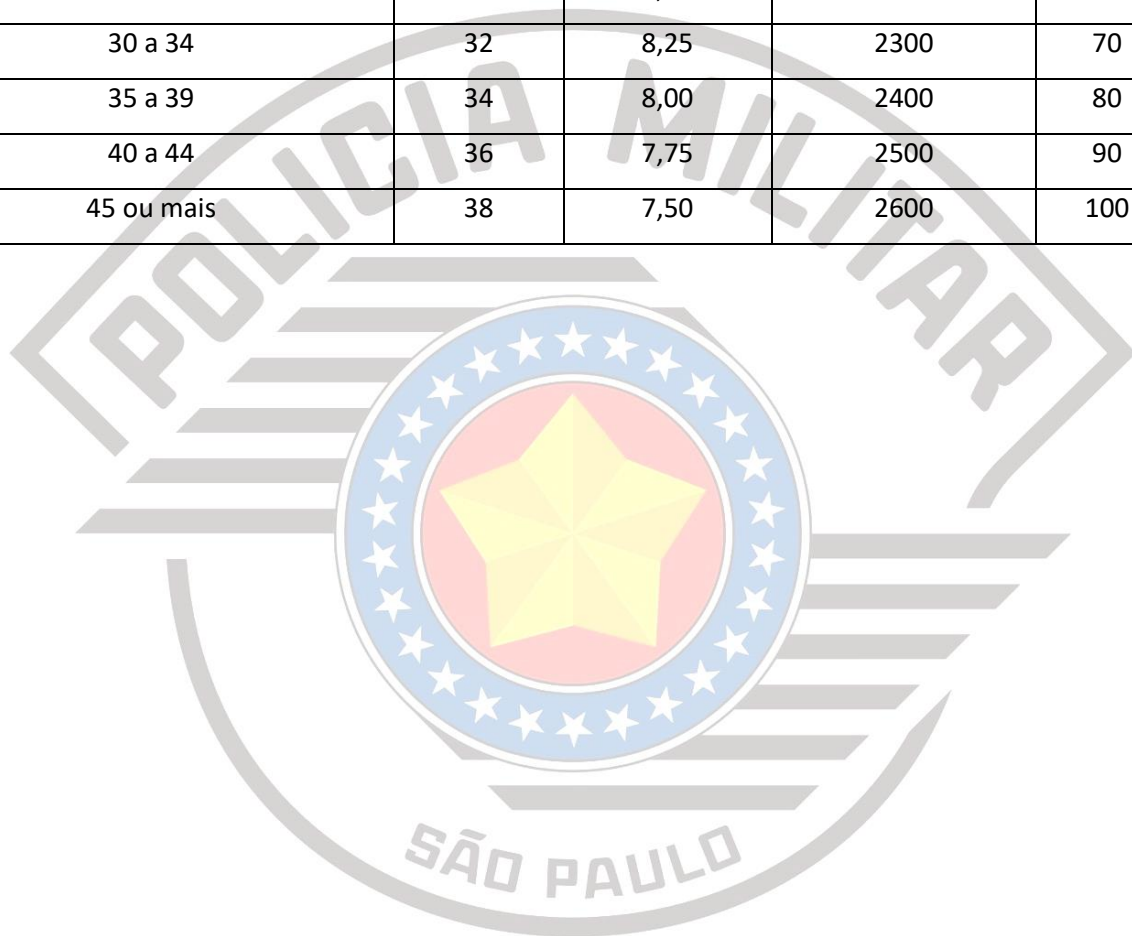 30 a 34 32 8,25 2300 70
35 a 39 34 8,00 2400 80
40 a 44 36 7,75 2500 90
45 ou mais 38 7,50 2600 100
POLICIA MILITAR
SÃO PAULO